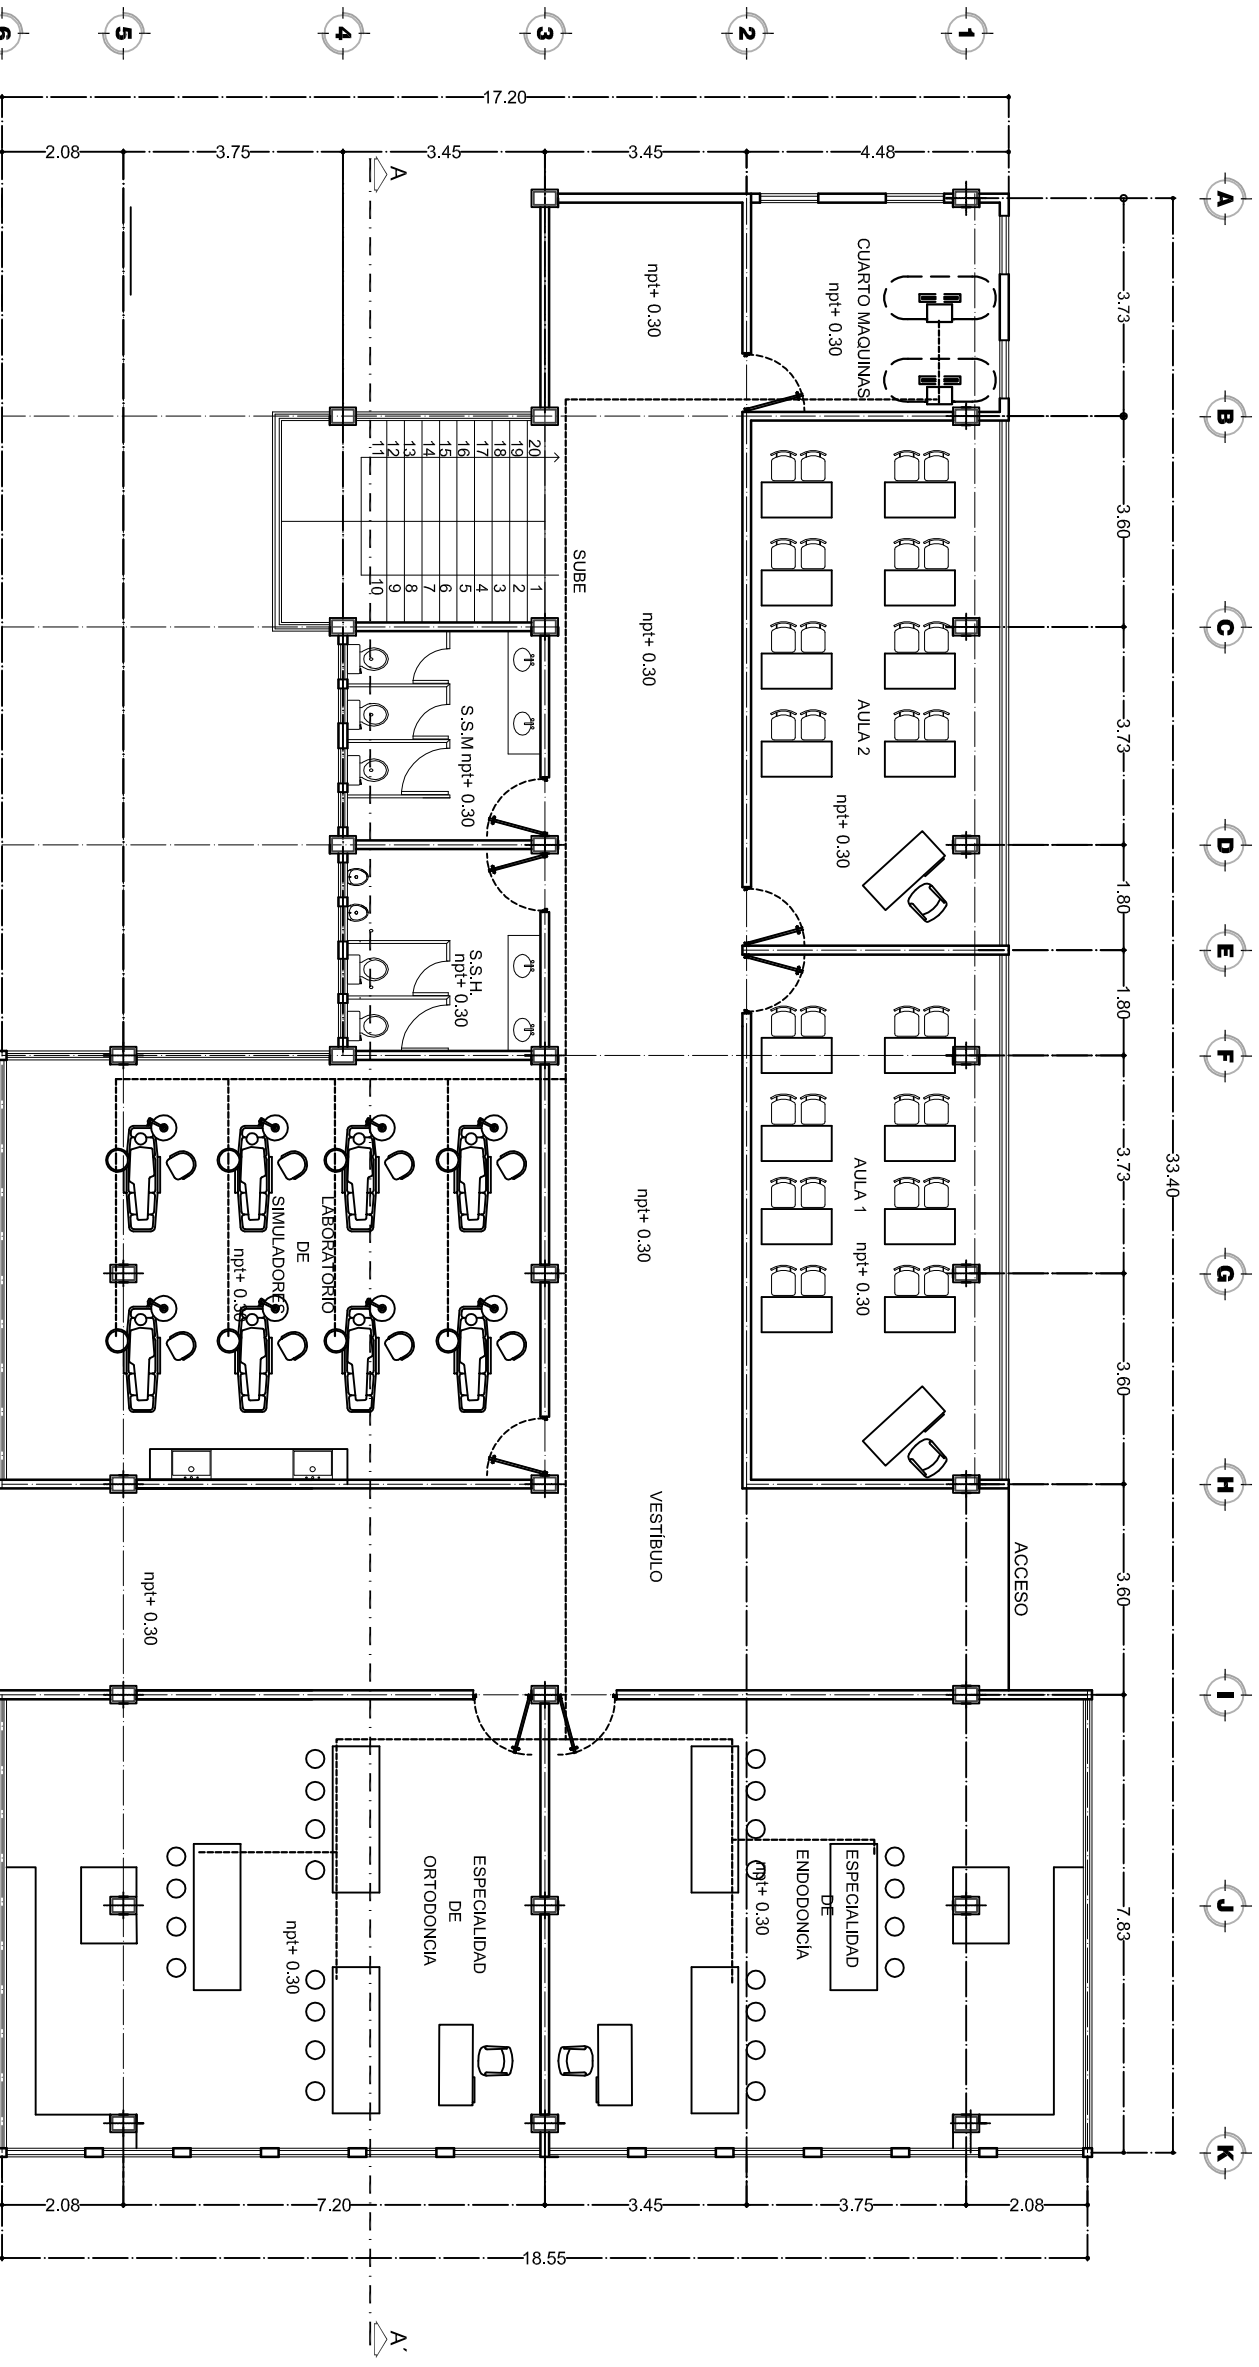 A
B
C
D
E
F
G
H
I
J
K
33.40
3.73
3.60
3.73
1.80
1.80
3.73
3.60
3.60
7.83
1
2
3
4
5
6
17.20
4.48
3.45
3.45
3.75
2.08
A
CUARTO MAQUINAS
npt+ 0.30
npt+ 0.30
AULA 2
npt+ 0.30
AULA 1
npt+ 0.30
ACCESO
SUBE
npt+ 0.30
npt+ 0.30
VESTÍBULO
20
19
18
17
16
15
14
13
12
11
1
2
3
4
5
6
7
8
9
10
S.S.M npt+ 0.30
S.S.H.
npt+ 0.30
LABORATORIO
DE
SIMULADORES
npt+ 0.30
npt+ 0.30
ESPECIALIDAD
DE
ENDODONCÍA
npt+ 0.30
ESPECIALIDAD
DE
ORTODONCIA
npt+ 0.30
2.08
3.75
3.45
7.20
2.08
18.55
A´